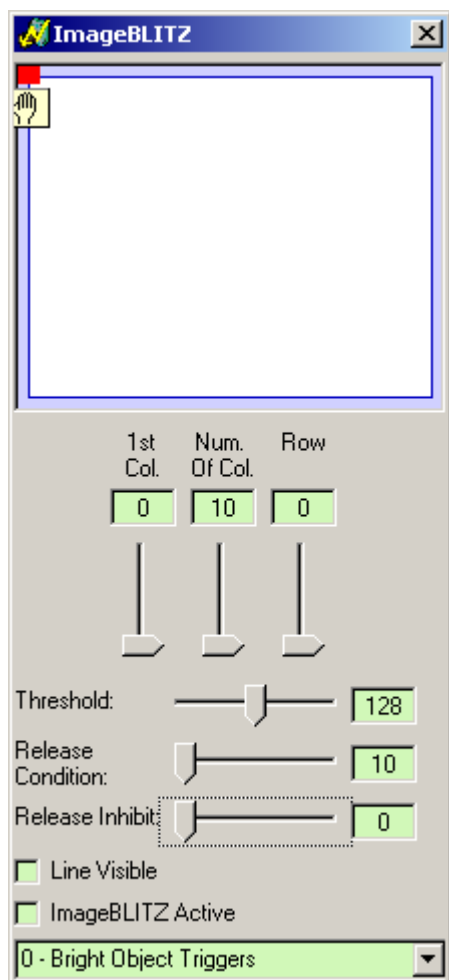 ImageBLITZ
1st Num. Row
Col. Of Col.
0 10 0
Threshold: 128
Release
Condition: 10
Release Inhibit: 0
Line Visible
ImageBLITZ Active
0 - Bright Object Triggers